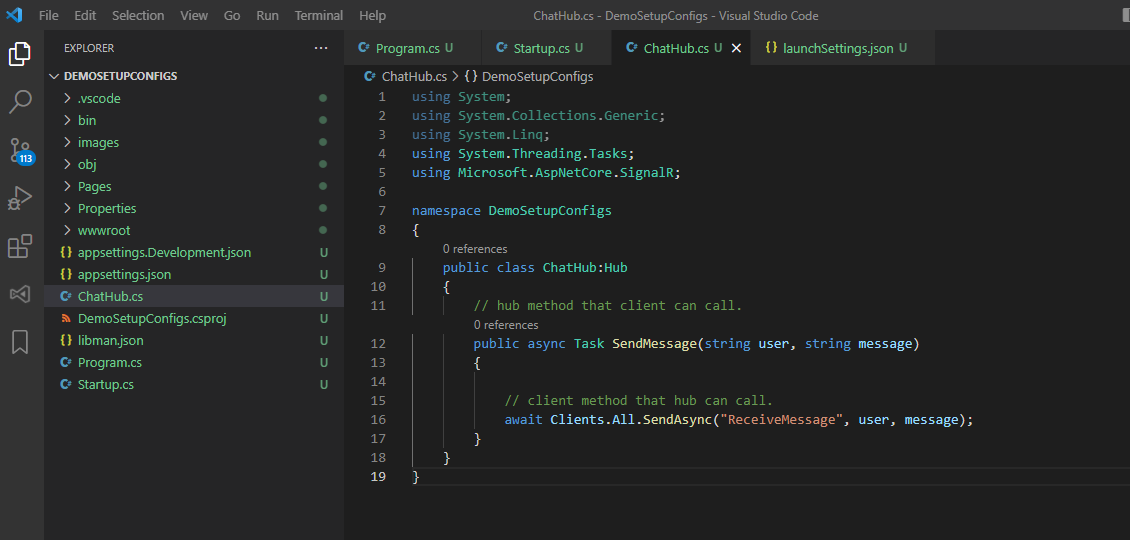 File Edit Selection View Go Run Terminal Help ChatHub.cs - DemoSetupConfigs - Visual Studio Code
EXPLORER ···
DEMOSETUPCONFIGS
.vscode
bin
images
obj
Pages
Properties
wwwroot
{} appsettings.Development.json U
{} appsettings.json U
C# ChatHub.cs U
DemoSetupConfigs.csproj U
{} libman.json U
C# Program.cs U
C# Startup.cs U
113
C# Program.cs U C# Startup.cs U C# ChatHub.cs U × {} launchSettings.json U
C# ChatHub.cs > {} DemoSetupConfigs
1 using System;
2 using System.Collections.Generic;
3 using System.Linq;
4 using System.Threading.Tasks;
5 using Microsoft.AspNetCore.SignalR;
6
7 namespace DemoSetupConfigs
8 {
0 references
9 public class ChatHub:Hub
10 {
11 // hub method that client can call.
0 references
12 public async Task SendMessage(string user, string message)
13 {
14
15 // client method that hub can call.
16 await Clients.All.SendAsync("ReceiveMessage", user, message);
17 }
18 }
19 }